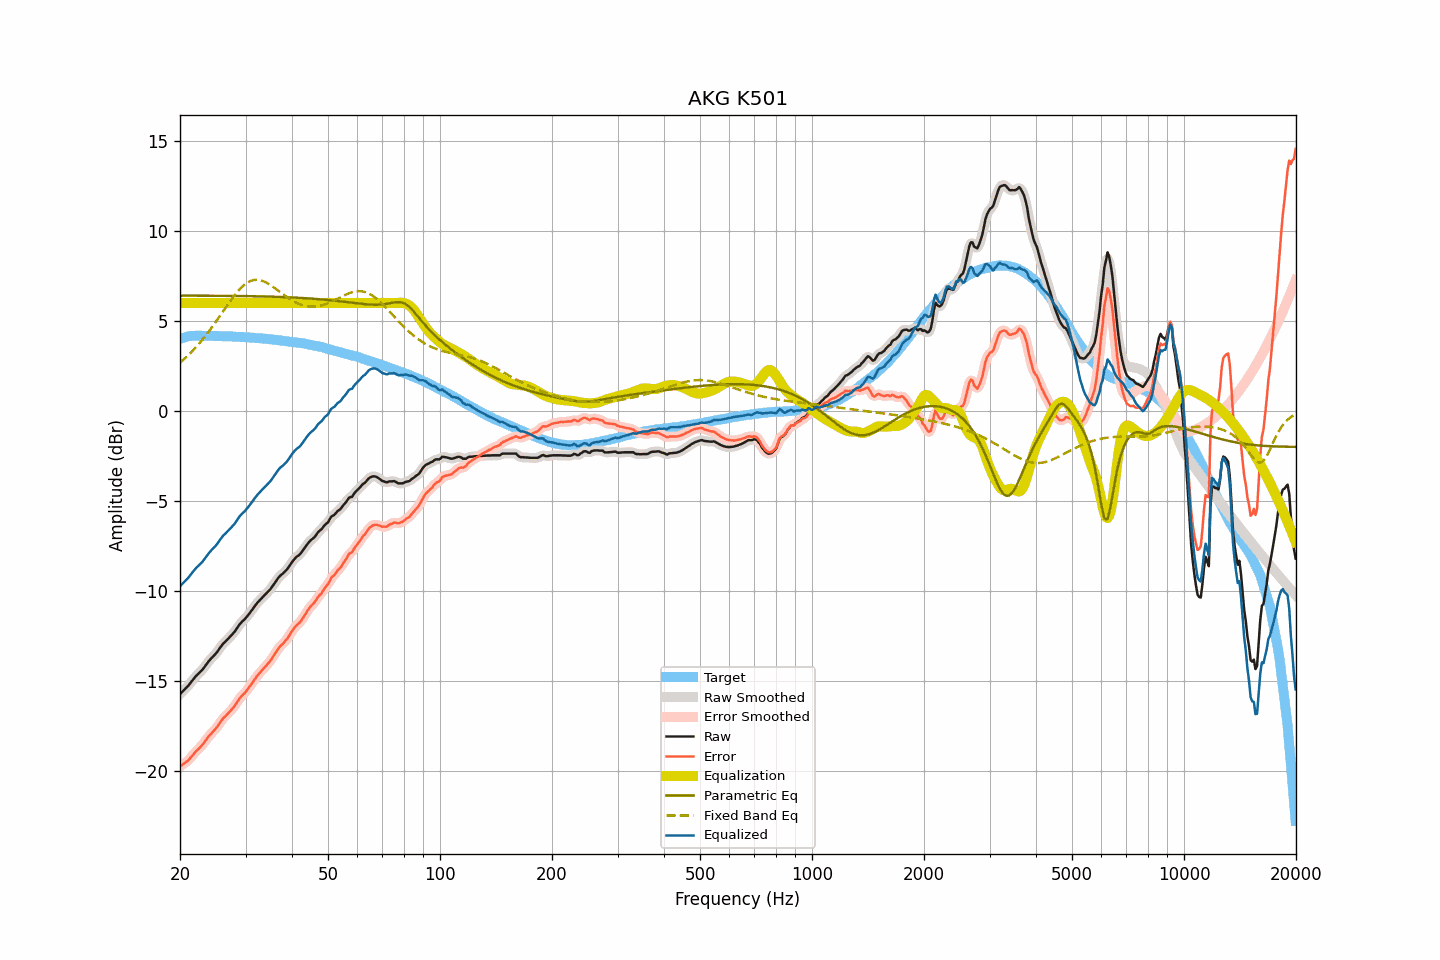 AKG K501
15
10
5
0
−5
−10
−15
−20
Amplitude (dBr)
Target
Raw Smoothed
Error Smoothed
Raw
Error
Equalization
Parametric Eq
Fixed Band Eq
Equalized
20 50 100 200 500 1000 2000 5000 10000 20000
Frequency (Hz)